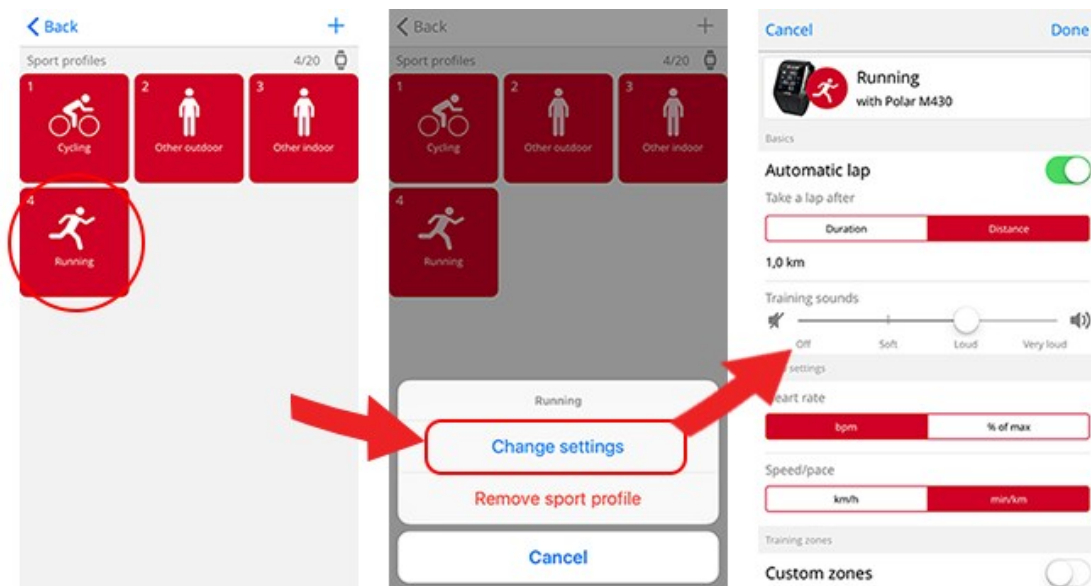 Back +
Sport profiles 4/20
1 2 3
Cycling Other outdoor Other indoor
4
Running
Back +
Sport profiles 4/20
1 2 3
Cycling Other outdoor Other indoor
4
Running
Running
Change settings
Remove sport profile
Cancel
Cancel Done
Running
with Polar M430
Basics
Automatic lap
Take a lap after
Duration Distance
1,0 km
Training sounds
Off Soft Loud Very loud
settings
eart rate
bpm % of max
Speed/pace
km/h min/km
Training zones
Custom zones